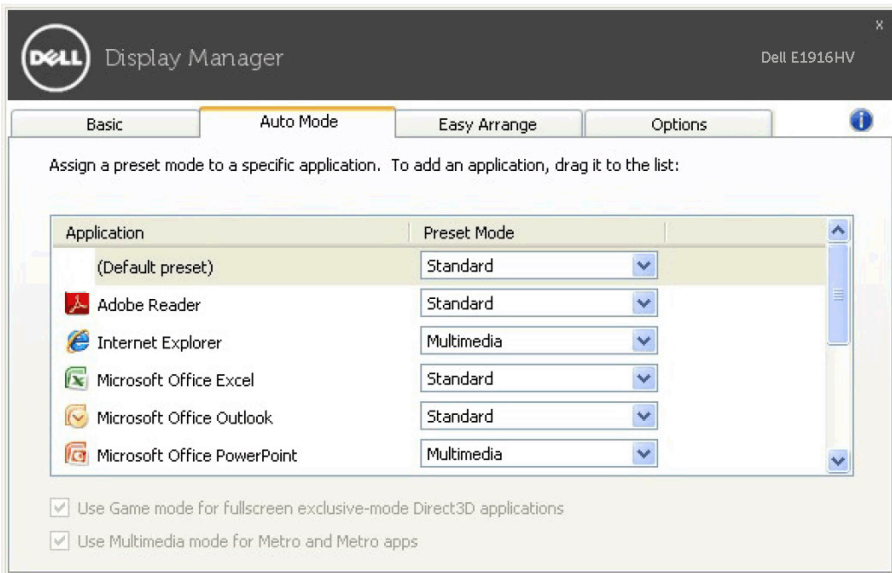 DELL Display Manager
x
Dell E1916HV
Basic Auto Mode Easy Arrange Options i
Assign a preset mode to a specific application. To add an application, drag it to the list:
Application Preset Mode
(Default preset) Standard
Adobe Reader Standard
Internet Explorer Multimedia
Microsoft Office Excel Standard
Microsoft Office Outlook Standard
Microsoft Office PowerPoint Multimedia
Use Game mode for fullscreen exclusive-mode Direct3D applications
Use Multimedia mode for Metro and Metro apps